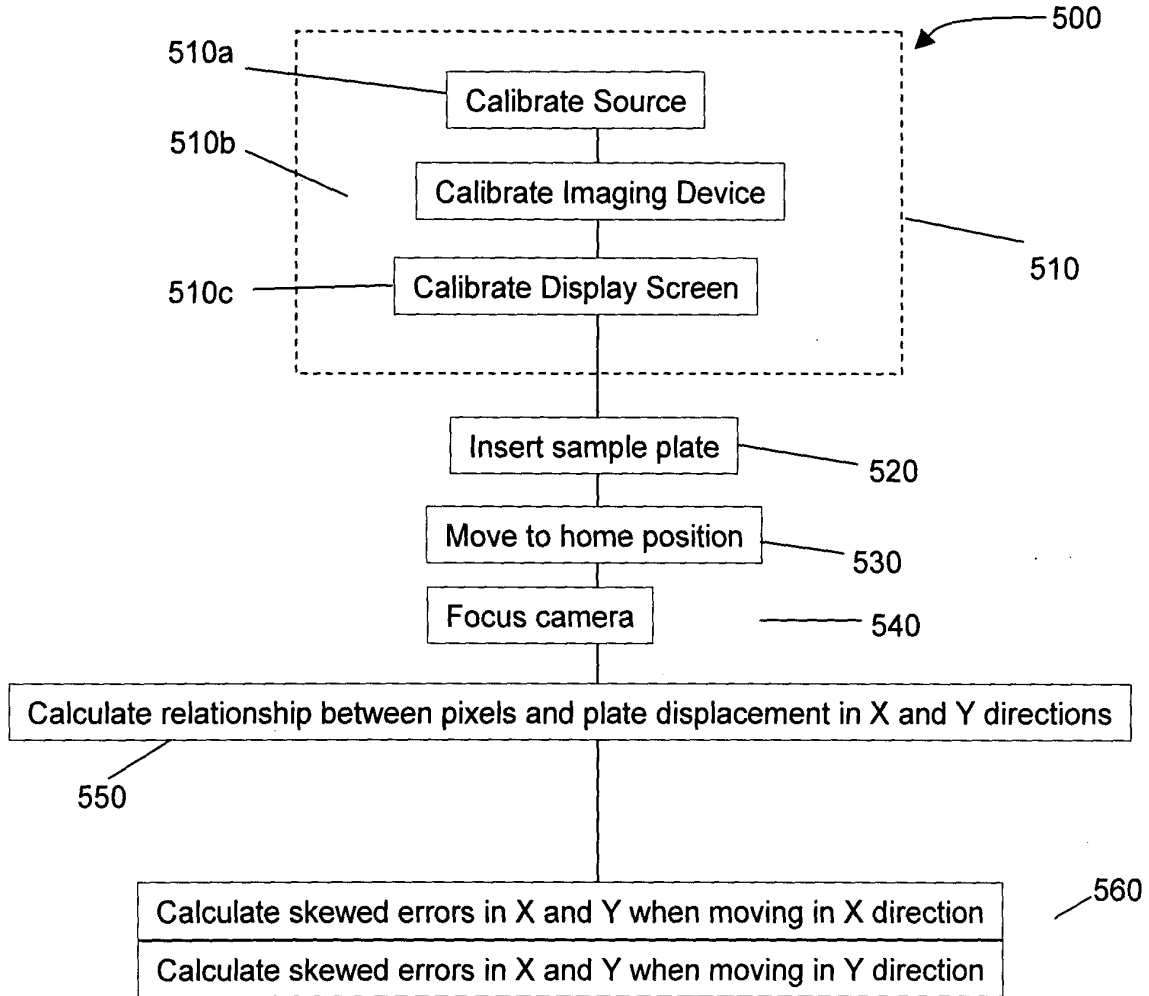 500
510a
Calibrate Source
510b
Calibrate Imaging Device
510
510c
Calibrate Display Screen
Insert sample plate
520
Move to home position
530
Focus camera
540
Calculate relationship between pixels and plate displacement in X and Y directions
550
560
Calculate skewed errors in X and Y when moving in X direction
Calculate skewed errors in X and Y when moving in Y direction